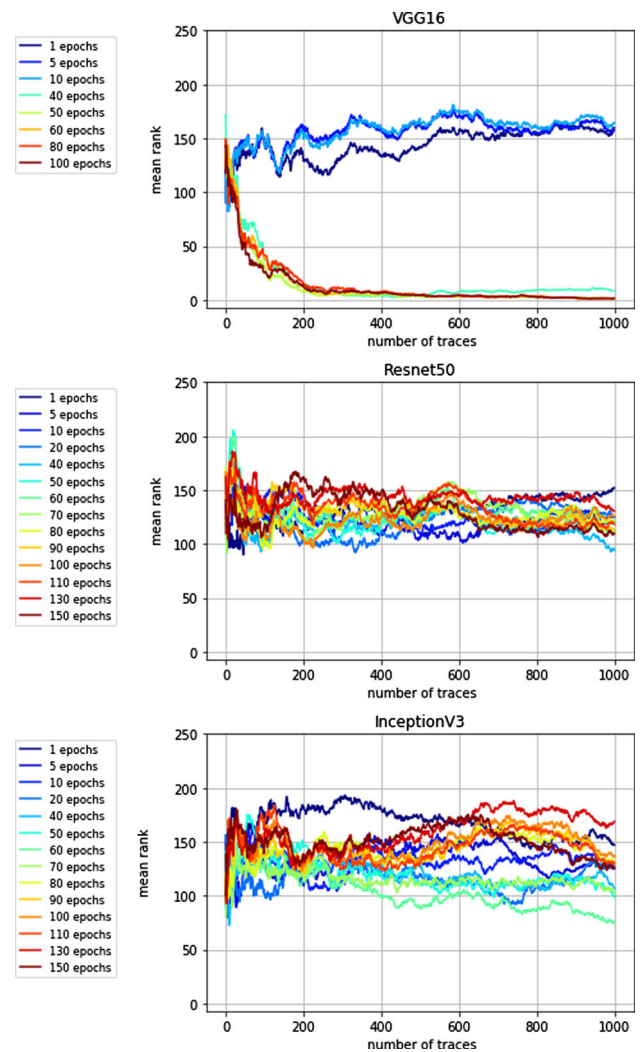 VGG16
1 epochs
5 epochs
10 epochs
40 epochs
50 epochs
60 epochs
80 epochs
100 epochs
mean rank
250
200
150
100
50
0
0 200 400 600 800 1000
number of traces
Resnet50
1 epochs
5 epochs
10 epochs
20 epochs
40 epochs
50 epochs
60 epochs
70 epochs
80 epochs
90 epochs
100 epochs
110 epochs
130 epochs
150 epochs
mean rank
250
200
150
100
50
0
0 200 400 600 800 1000
number of traces
InceptionV3
1 epochs
5 epochs
10 epochs
20 epochs
40 epochs
50 epochs
60 epochs
70 epochs
80 epochs
90 epochs
100 epochs
110 epochs
130 epochs
150 epochs
mean rank
250
200
150
100
50
0
0 200 400 600 800 1000
number of traces